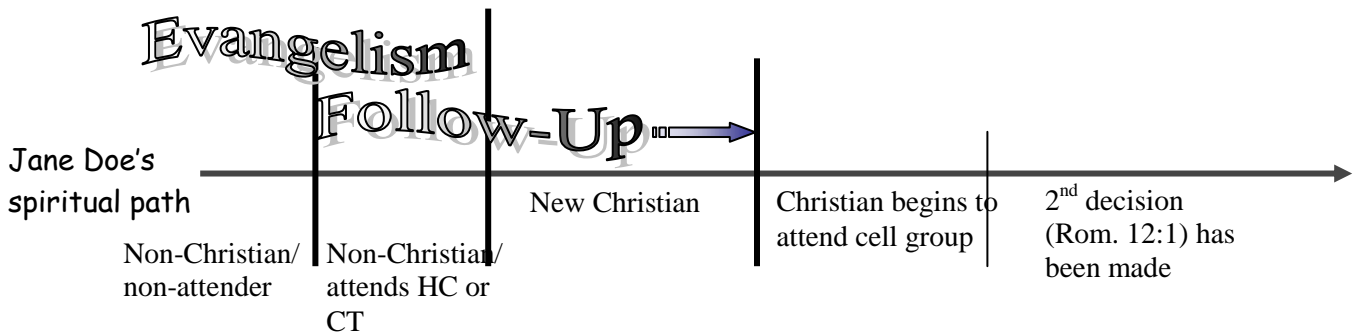 Evangelism
Follow-Up
Jane Doe's
spiritual path
Non-Christian/
non-attender
Non-Christian/
attends HC or
CT
New Christian
Christian begins to
attend cell group
2nd decision
(Rom. 12:1) has
been made